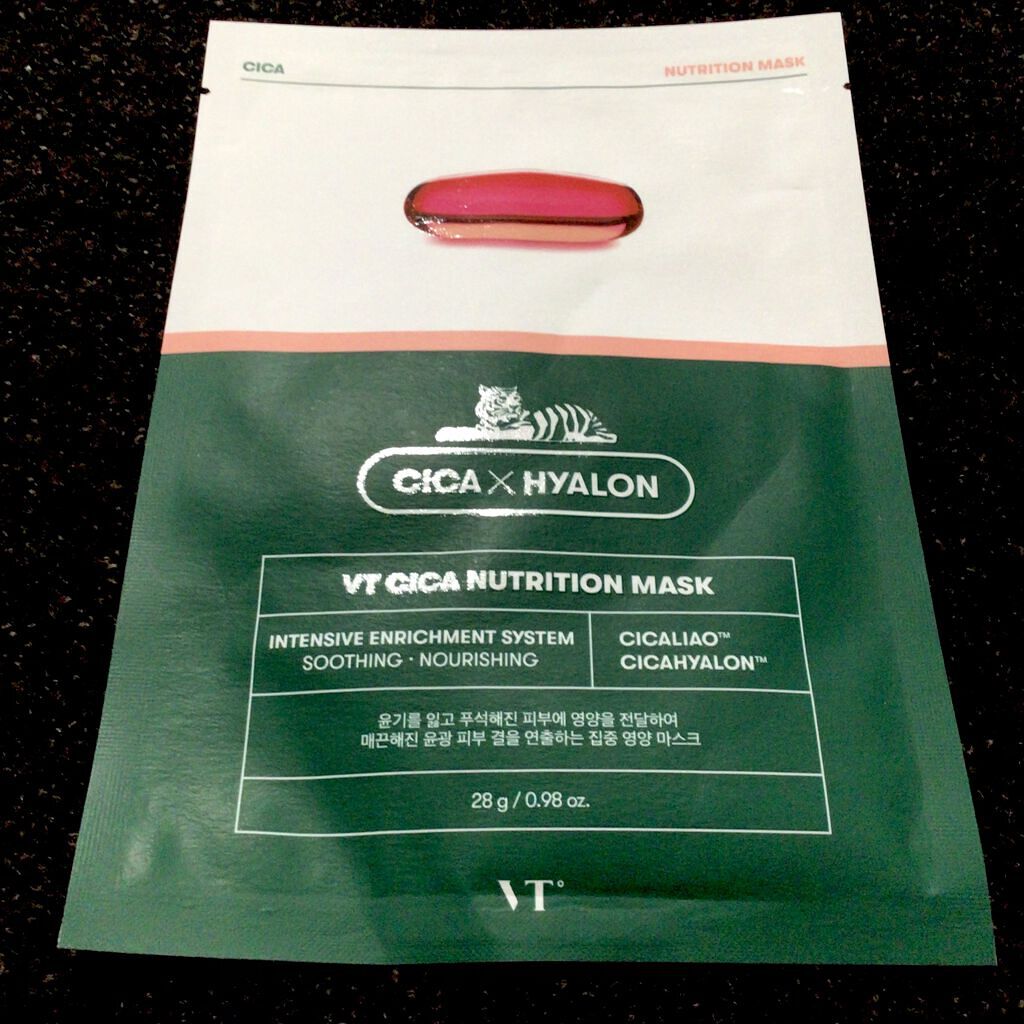 CICA
NUTRITION MASK
CICA × HYALON
VT CICA NUTRITION MASK
INTENSIVE ENRICHMENT SYSTEM
SOOTHING · NOURISHING
CICALIAO™
CICAHYALON™
윤기를 잃고 푸석해진 피부에 영양을 전달하여
매끈해진 윤광 피부 결을 연출하는 집중 영양 마스크
28 g / 0.98 oz.
VT°